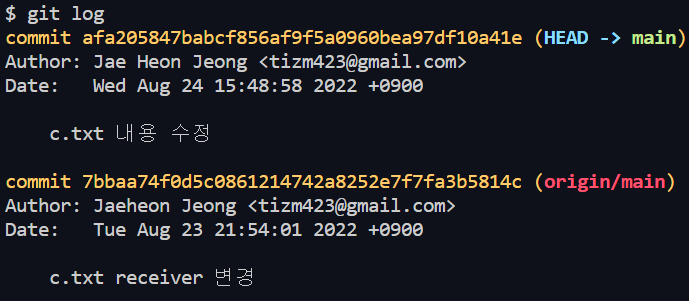 $ git log
commit afa205847babcf856af9f5a0960bea97df10a41e (HEAD -> main)
Author: Jae Heon Jeong <tizm423@gmail.com>
Date:   Wed Aug 24 15:48:58 2022 +0900
c.txt 내용 수정
commit 7bbaa74f0d5c0861214742a8252e7f7fa3b5814c (origin/main)
Author: Jaeheon Jeong <tizm423@gmail.com>
Date:   Tue Aug 23 21:54:01 2022 +0900
c.txt receiver 변경